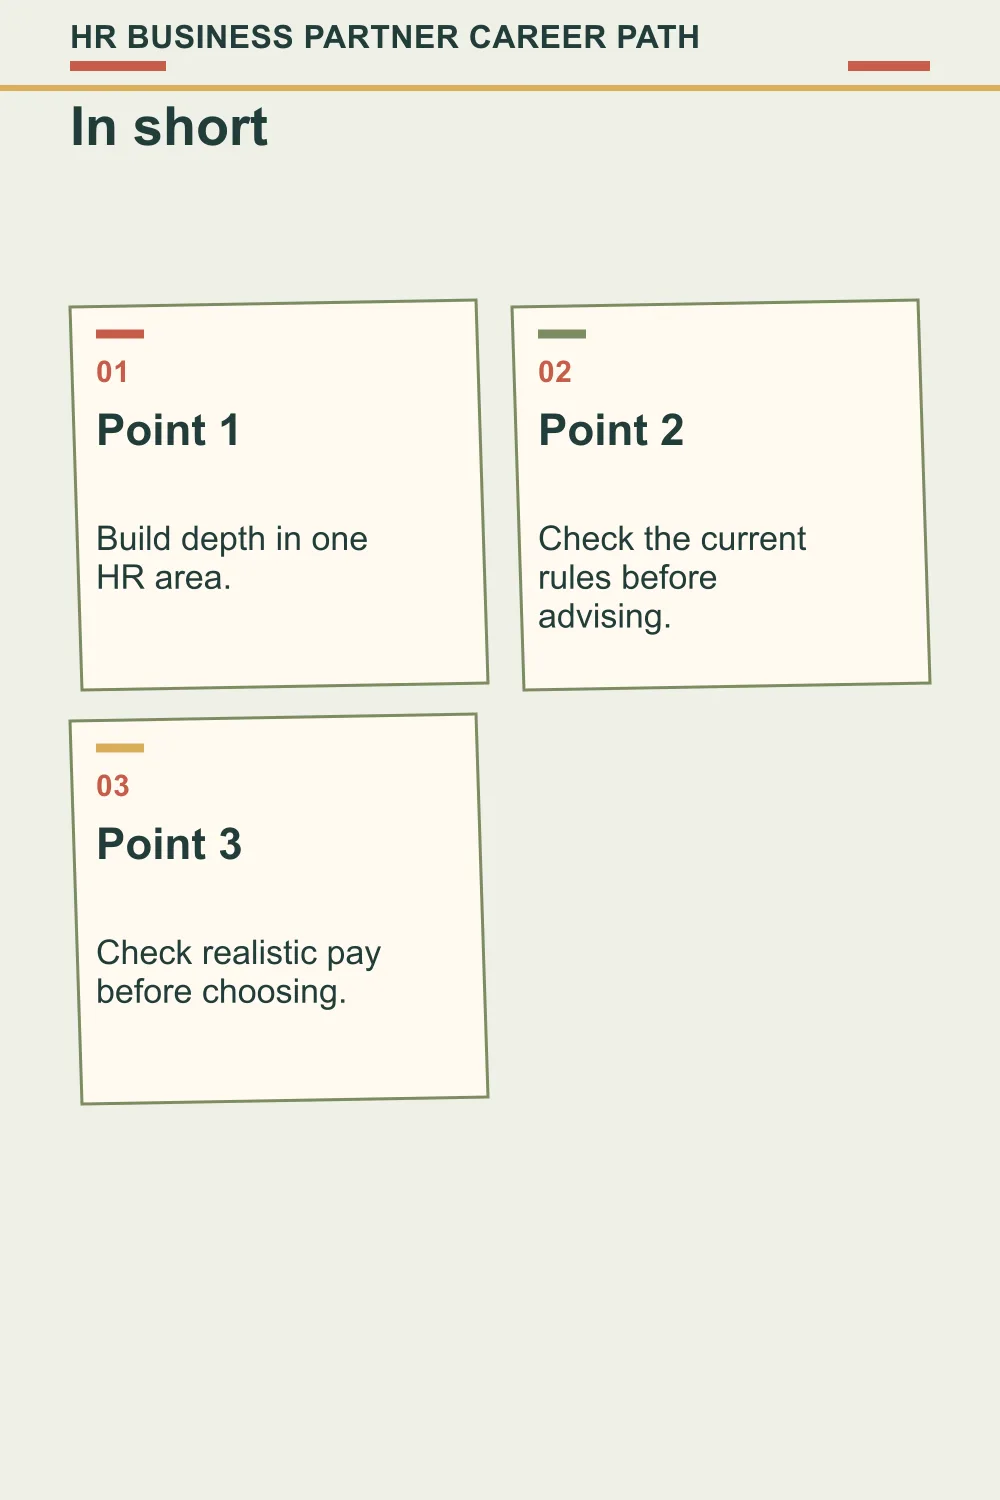 HR BUSINESS PARTNER CAREER PATH
In short
01
Point 1
Build depth in one
HR area.
02
Point 2
Check the current
rules before
advising.
03
Point 3
Check realistic pay
before choosing.